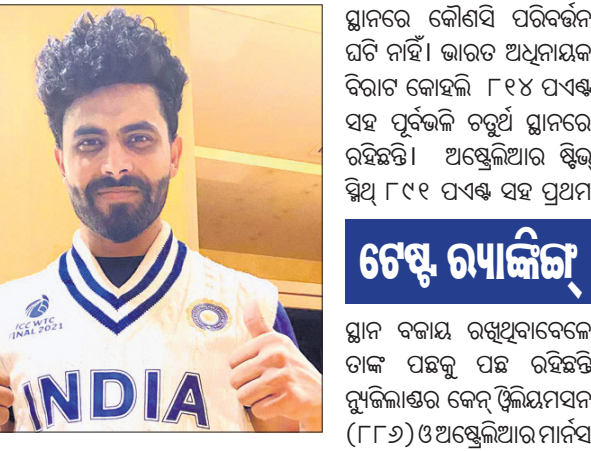 ସ୍ଥାନରେ କୌଣସି ପରିବର୍ତ୍ତନ
ଘଟି ନାହିଁ। ଭାରତ ଅଧିନାୟକ
ବିରାଟ କୋହଲି ୮୧୪ ପଏଣ୍ଟ
ସହ ପୂର୍ବଭଳି ଚତୁର୍ଥ ସ୍ଥାନରେ
ରହିଛନ୍ତି। ଅଷ୍ଟ୍ରେଲିଆର ଷ୍ଟିଭ୍
ସ୍ମିଥ୍ ୮୯୧ ପଏଣ୍ଟ ସହ ପ୍ରଥମ
ଟେଷ୍ଟ ର‌୍ୟାଙ୍କିଙ୍ଗ୍
ସ୍ଥାନ ବଜାୟ ରଖିଥିବାବେଳେ
ତାଙ୍କ ପଛକୁ ପଛ ରହିଛନ୍ତି
ନ୍ୟୁଜିଲାଣ୍ଡର କେନ୍ ୱିଲିୟମସନ
(୮୮୬) ଓ ଅଷ୍ଟ୍ରେଲିଆର ମାର୍ନସ
ICC WTC
FINAL 2021
INDIA